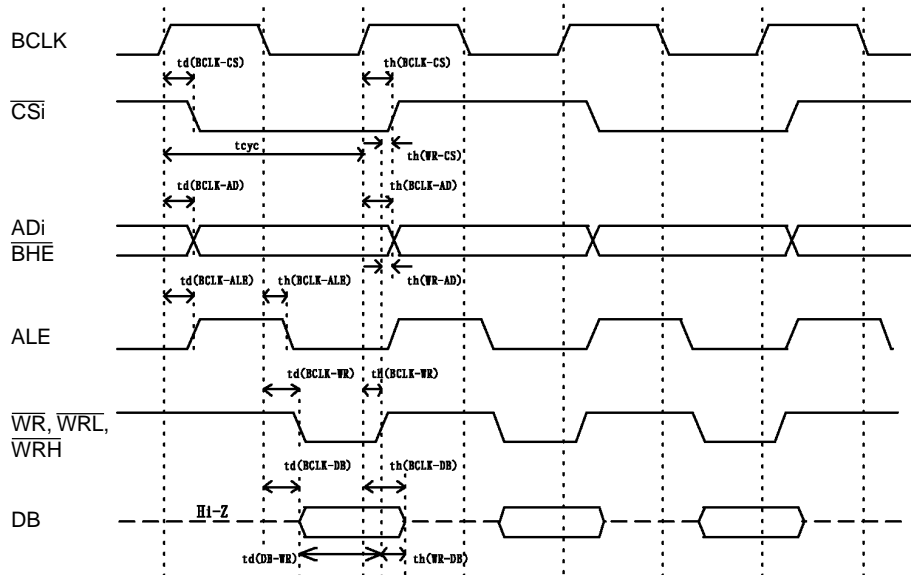 BCLK
td(BCLK-CS) th(BCLK-CS)
CSi
tcyc
th(WR-CS)
td(BCLK-AD) th(BCLK-AD)
ADi
BHE
th(WR-AD)
td(BCLK-ALE) th(BCLK-ALE)
ALE
td(BCLK-WR) th(BCLK-WR)
WR, WRL,
WRH
td(BCLK-DB) th(BCLK-DB)
Hi-Z
DB
td(DB-WR) th(WR-DB)